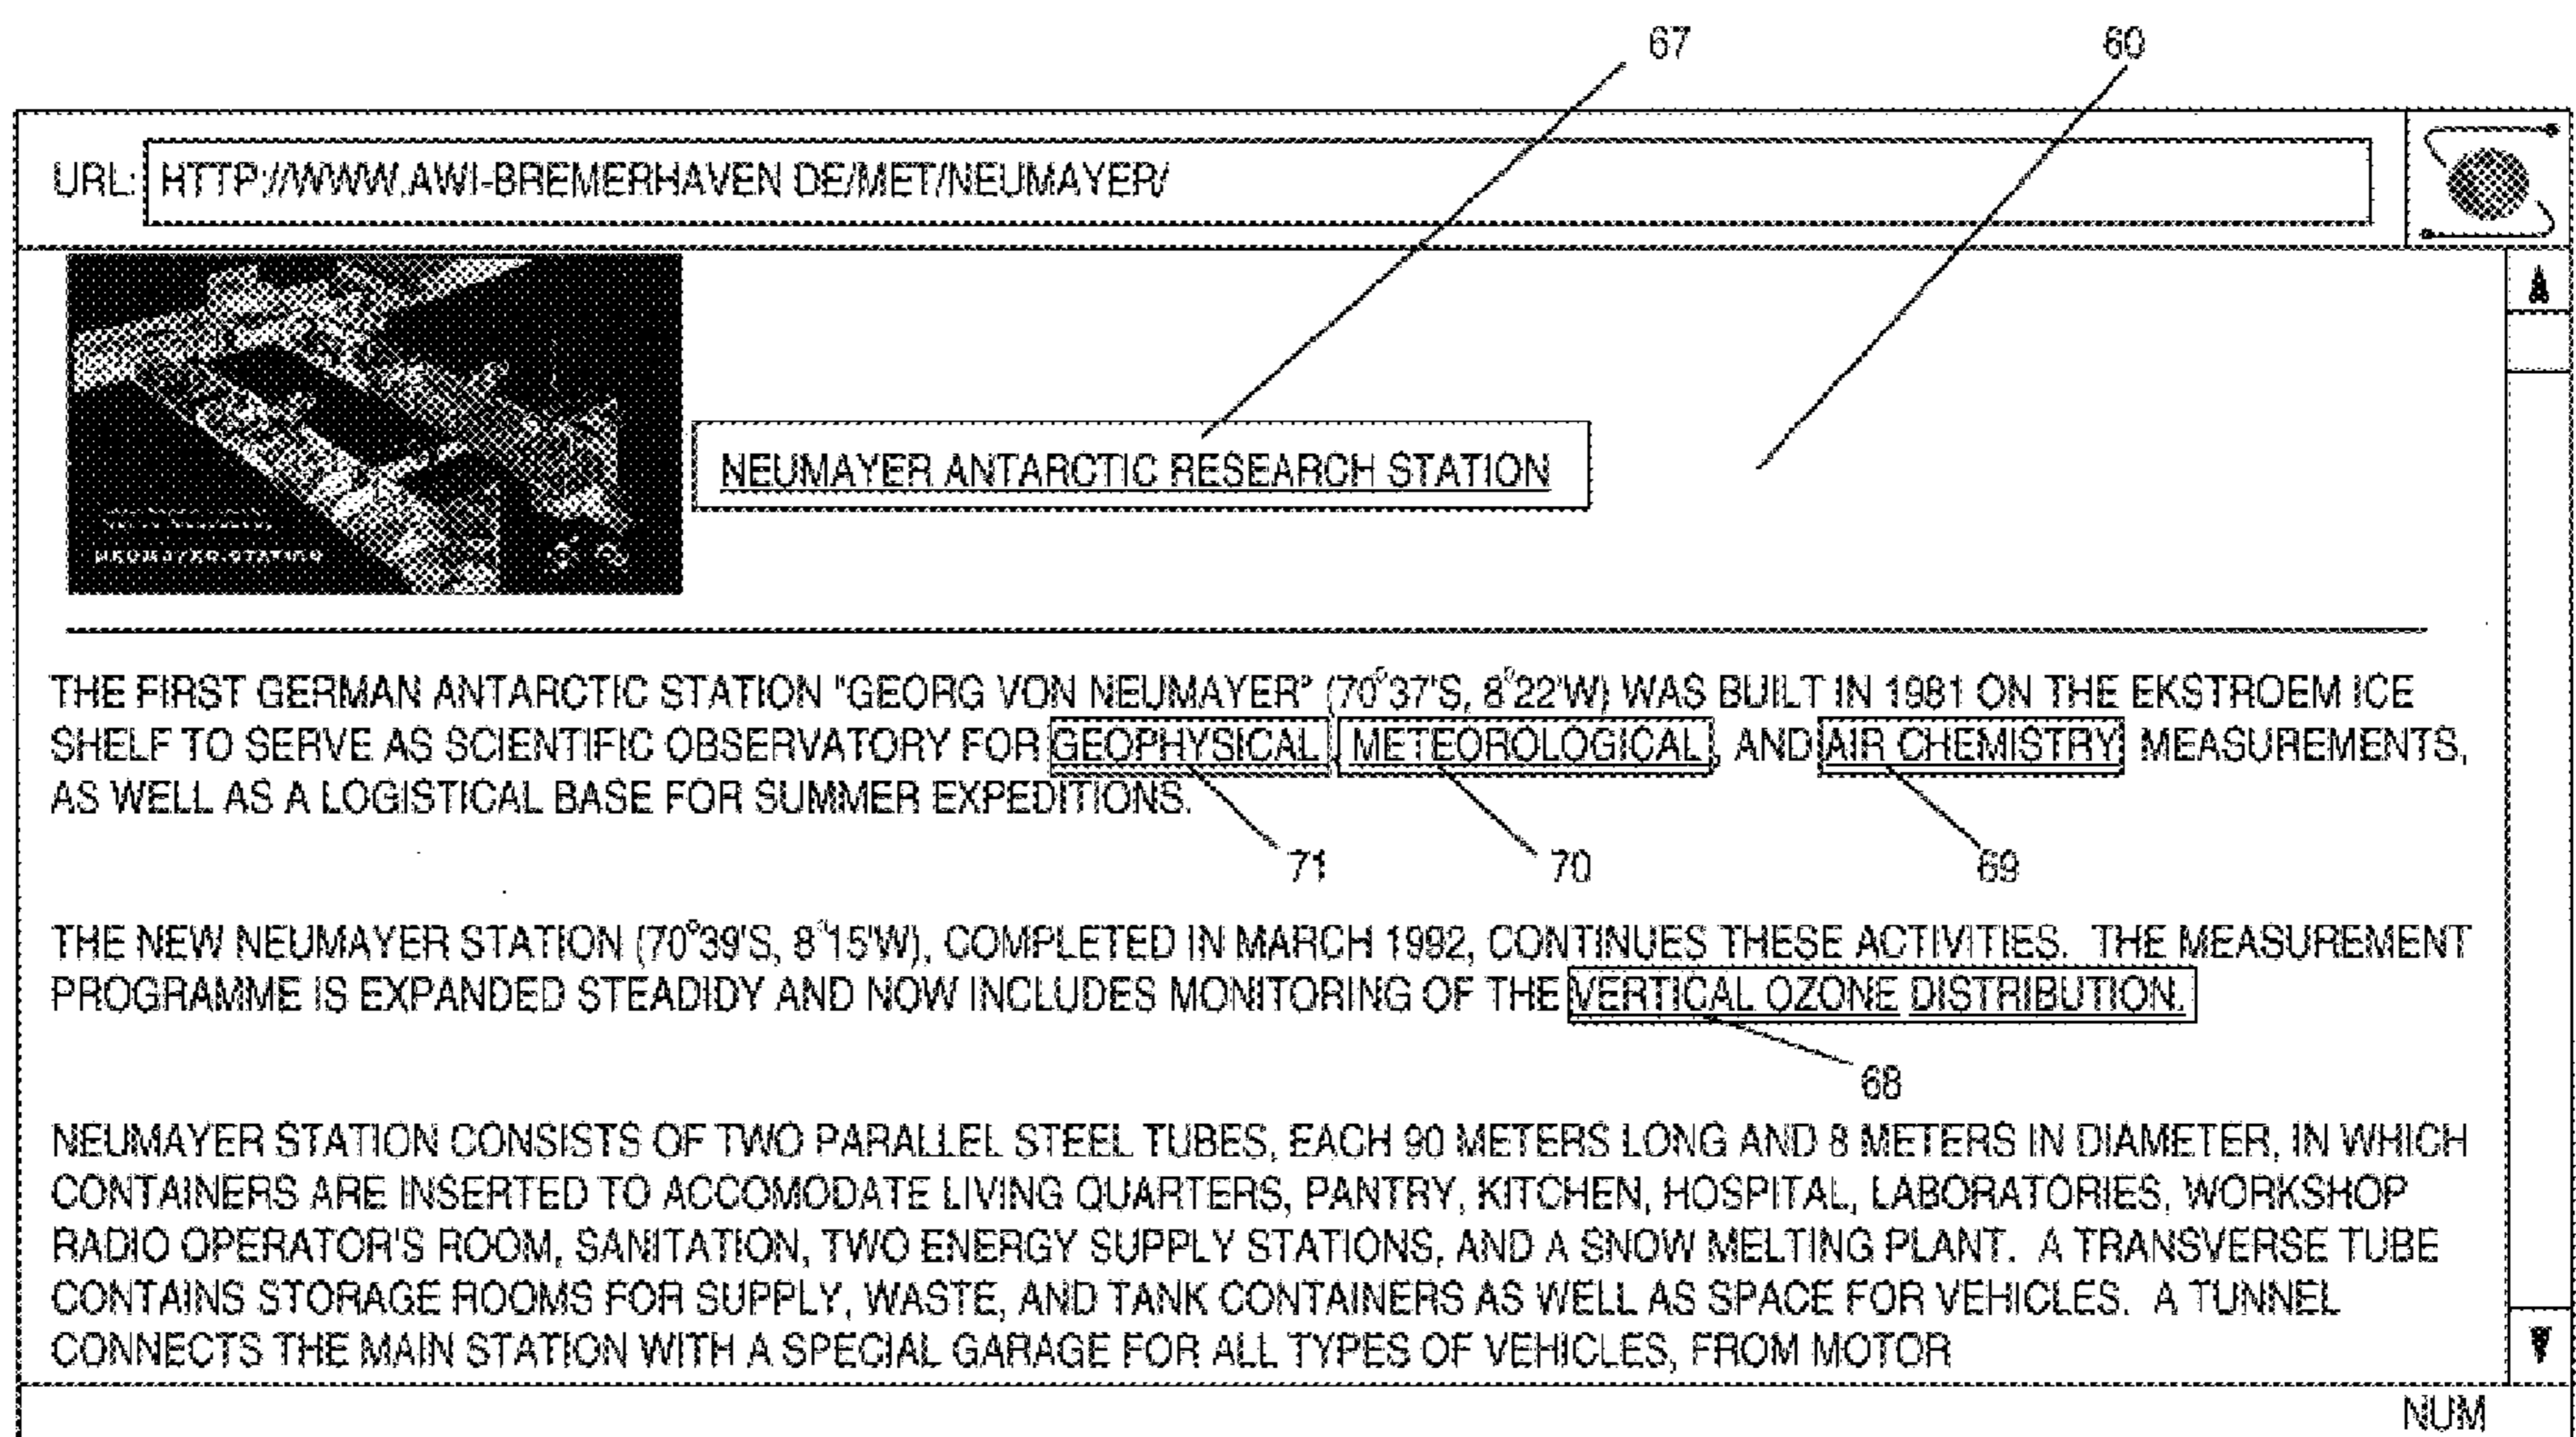 67 60
URL: HTTP://WWW.AWI-BREMERHAVEN DE/MET/NEUMAYER/
NEUMAYER ANTARCTIC RESEARCH STATION
NEUMAYER STATION
THE FIRST GERMAN ANTARCTIC STATION "GEORG VON NEUMAYER" (70°37'S, 8°22'W) WAS BUILT IN 1981 ON THE EKSTROEM ICE
SHELF TO SERVE AS SCIENTIFIC OBSERVATORY FOR GEOPHYSICAL, METEOROLOGICAL, AND AIR CHEMISTRY MEASUREMENTS,
AS WELL AS A LOGISTICAL BASE FOR SUMMER EXPEDITIONS.
71 70 69
THE NEW NEUMAYER STATION (70°39'S, 8°15'W), COMPLETED IN MARCH 1992, CONTINUES THESE ACTIVITIES. THE MEASUREMENT
PROGRAMME IS EXPANDED STEADIDY AND NOW INCLUDES MONITORING OF THE VERTICAL OZONE DISTRIBUTION.
68
NEUMAYER STATION CONSISTS OF TWO PARALLEL STEEL TUBES, EACH 90 METERS LONG AND 8 METERS IN DIAMETER, IN WHICH
CONTAINERS ARE INSERTED TO ACCOMODATE LIVING QUARTERS, PANTRY, KITCHEN, HOSPITAL, LABORATORIES, WORKSHOP
RADIO OPERATOR'S ROOM, SANITATION, TWO ENERGY SUPPLY STATIONS, AND A SNOW MELTING PLANT. A TRANSVERSE TUBE
CONTAINS STORAGE ROOMS FOR SUPPLY, WASTE, AND TANK CONTAINERS AS WELL AS SPACE FOR VEHICLES. A TUNNEL
CONNECTS THE MAIN STATION WITH A SPECIAL GARAGE FOR ALL TYPES OF VEHICLES, FROM MOTOR
NUM